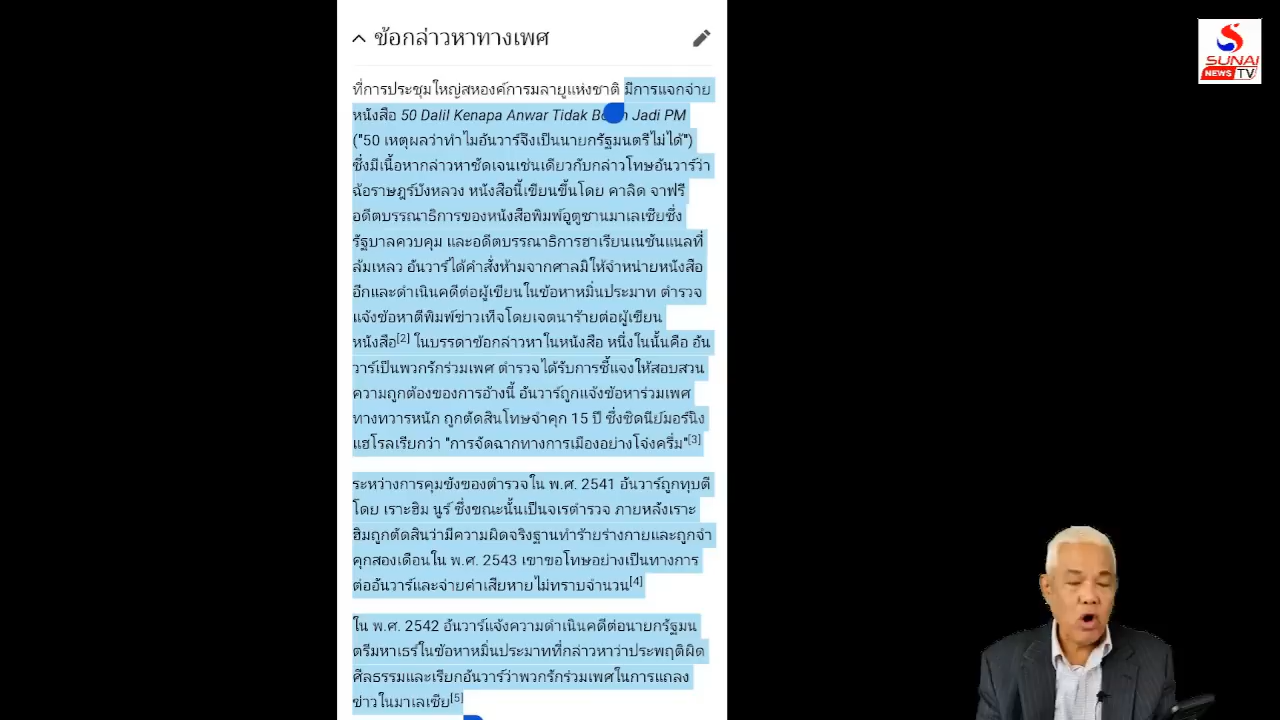 SUNAI
NEWS TV
ข้อกล่าวหาทางเพศ
ที่การประชุมใหญ่สหองค์การมลายูแห่งชาติ มีการแจกจ่าย
หนังสือ 50 Dalil Kenapa Anwar Tidak Jadi PM
("50 เหตุผลว่าทำไมอันวาร์จึงเป็นนายกรัฐมนตรีไม่ได้")
ซึ่งมีเนื้อหากล่าวหาชัดเจนเช่นเดียวกับกล่าวโทษอันวาร์ว่า
ฉ้อราษฎร์บังหลวง หนังสือนี้เขียนขึ้นโดย คาลิด จาฟรี
อดีตบรรณาธิการของหนังสือพิมพ์อูตูซานมาเลเซียซึ่ง
รัฐบาลควบคุม และอดีตบรรณาธิการฮาเรียนเนชันแนลที่
ล้มเหลว อันวาร์ได้คำสั่งห้ามจากศาลมิให้จำหน่ายหนังสือ
อีกและดำเนินคดีต่อผู้เขียนในข้อหาหมิ่นประมาท ตำรวจ
แจ้งข้อหาตีพิมพ์ข่าวเท็จโดยเจตนาร้ายต่อผู้เขียน
หนังสือ[2] ในบรรดาข้อกล่าวหาในหนังสือ หนึ่งในนั้นคือ อัน
วาร์เป็นพวกรักร่วมเพศ ตำรวจได้รับการชี้แจงให้สอบสวน
ความถูกต้องของการอ้างนี้ อันวาร์ถูกแจ้งข้อหาร่วมเพศ
ทางทวารหนัก ถูกตัดสินโทษจำคุก 15 ปี ซึ่งซิดนีย์มอร์นิง
แฮโรลเรียกว่า "การจัดฉากทางการเมืองอย่างโจ่งครึ่ม"[3]
ระหว่างการคุมขังของตำรวจใน พ.ศ. 2541 อันวาร์ถูกทุบตี
โดย เราะฮิม นูร์ ซึ่งขณะนั้นเป็นจเรตำรวจ ภายหลังเราะ
ฮิมถูกตัดสินว่ามีความผิดจริงฐานทำร้ายร่างกายและถูกจำ
คุกสองเดือนใน พ.ศ. 2543 เขาขอโทษอย่างเป็นทางการ
ต่ออันวาร์และจ่ายค่าเสียหายไม่ทราบจำนวน[4]
ใน พ.ศ. 2542 อันวาร์แจ้งความดำเนินคดีต่อนายกรัฐมน
ตรีมหาเธร์ในข้อหาหมิ่นประมาทที่กล่าวหาว่าประพฤติผิด
ศีลธรรมและเรียกอันวาร์ว่าพวกรักร่วมเพศในการแถลง
ข่าวในมาเลเซีย[5]